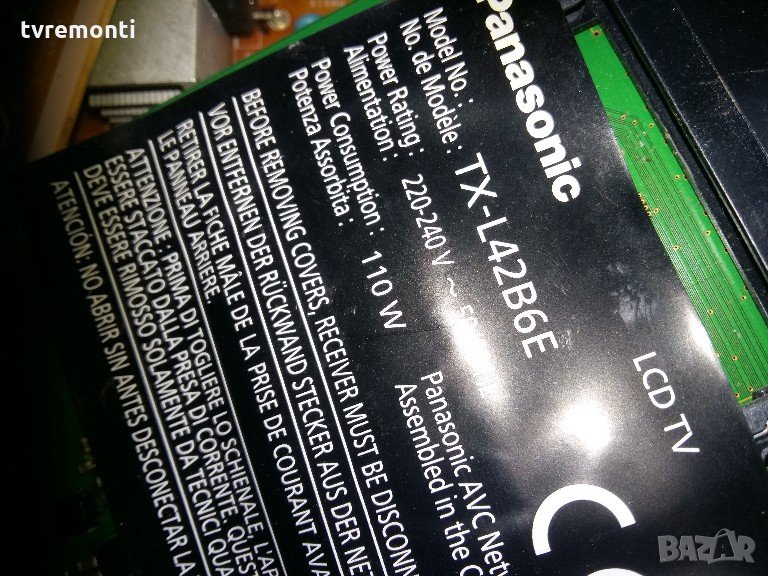 tvremonti
Panasonic
LCD TV
Model No. :
No. de Modèle : TX-L42B6E
Power Rating :
Alimentation : 220-240 V ~
Power Consumption :
Potenza Assorbita : 110 W
Panasonic AVC
Assembled in the
BEFORE REMOVING COVERS, RECEIVER MUST BE
VOR ENTFERNEN DER RÜCKWAND STECKER AUS DER
RETIRER LA FICHE MÂLE DE LA PRISE DE COURANT
LE PANNEAU ARRIÈRE.
ATTENZIONE : PRIMA DI TOGLIERE LO SCHIENALE,
ESSERE STACCATO DALLA PRESA DI CORRENTE.
DEVE ESSERE RIMOSSO SOLAMENTE DA TECNICI
ATENCIÓN: NO ABRIR SIN ANTES DESCONECTAR LA
BAZAR